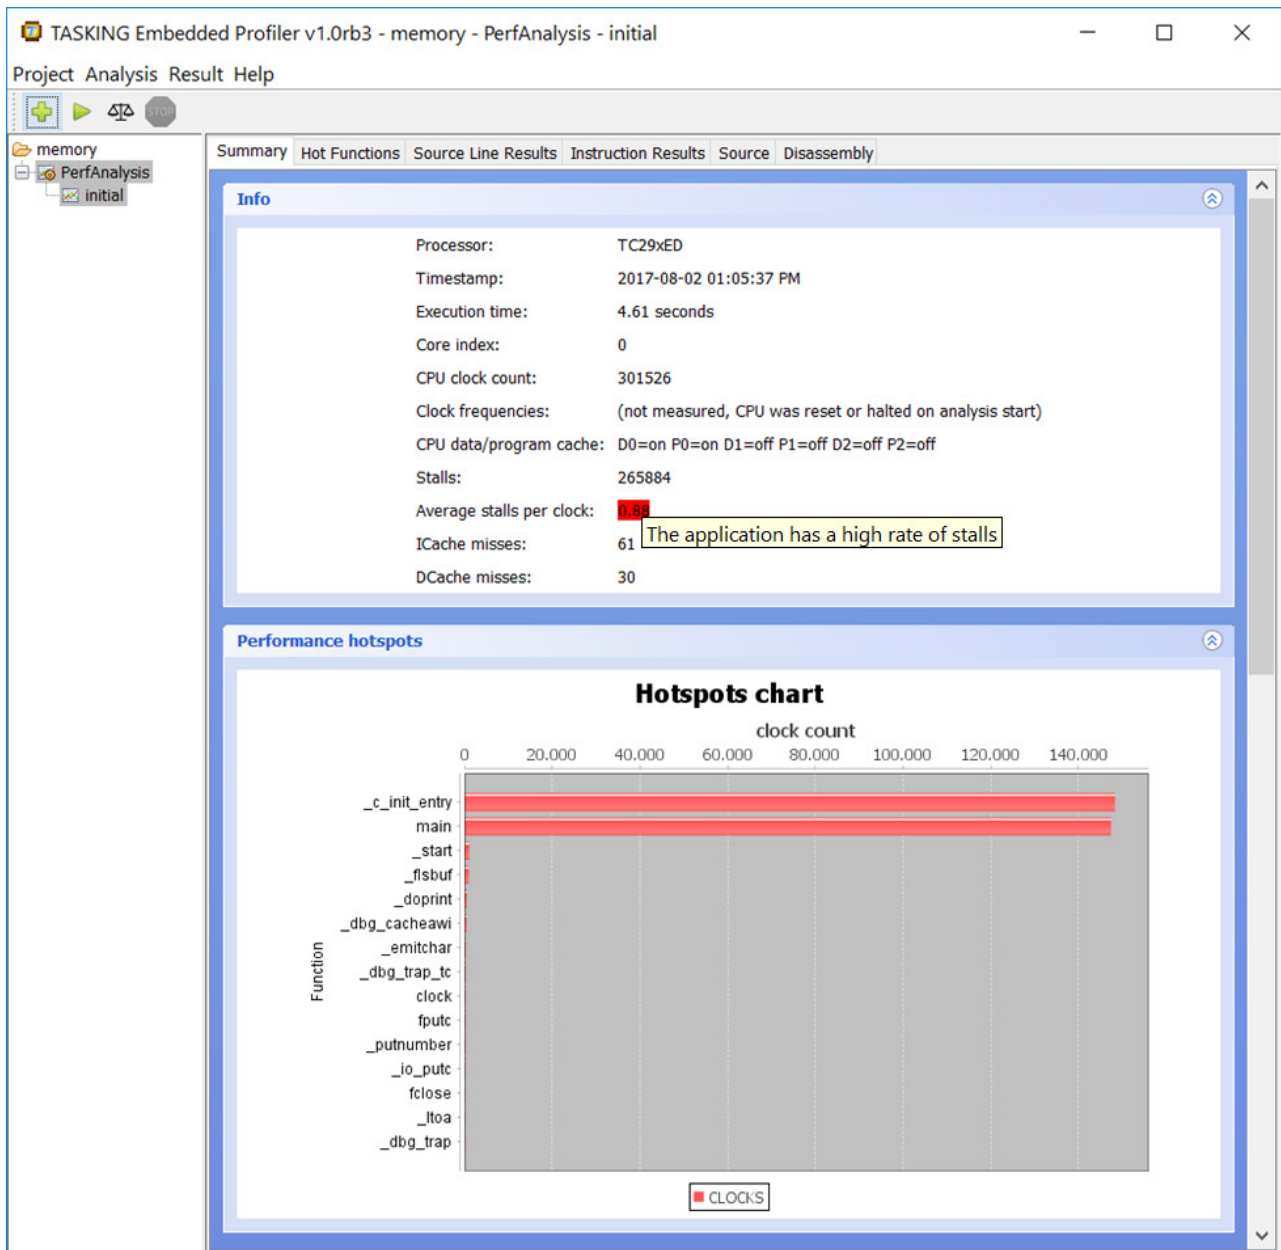 TASKING Embedded Profiler v1.0rb3 - memory - PerfAnalysis - initial
Project Analysis Result Help
STOP
memory
PerfAnalysis
initial
Summary Hot Functions Source Line Results Instruction Results Source Disassembly
Info
Processor: TC29xED
Timestamp: 2017-08-02 01:05:37 PM
Execution time: 4.61 seconds
Core index: 0
CPU clock count: 301526
Clock frequencies: (not measured, CPU was reset or halted on analysis start)
CPU data/program cache: D0=on P0=on D1=off P1=off D2=off P2=off
Stalls: 265884
Average stalls per clock: 0.88
The application has a high rate of stalls
ICache misses: 61
DCache misses: 30
Performance hotspots
Hotspots chart
clock count
0 20.000 40.000 60.000 80.000 100.000 120.000 140.000
Function
_c_init_entry
main
_start
_flsbuf
_doprint
_dbg_cacheawi
_emitchar
_dbg_trap_tc
clock
fputc
_putnumber
_io_putc
fclose
_ltoa
_dbg_trap
CLOCKS